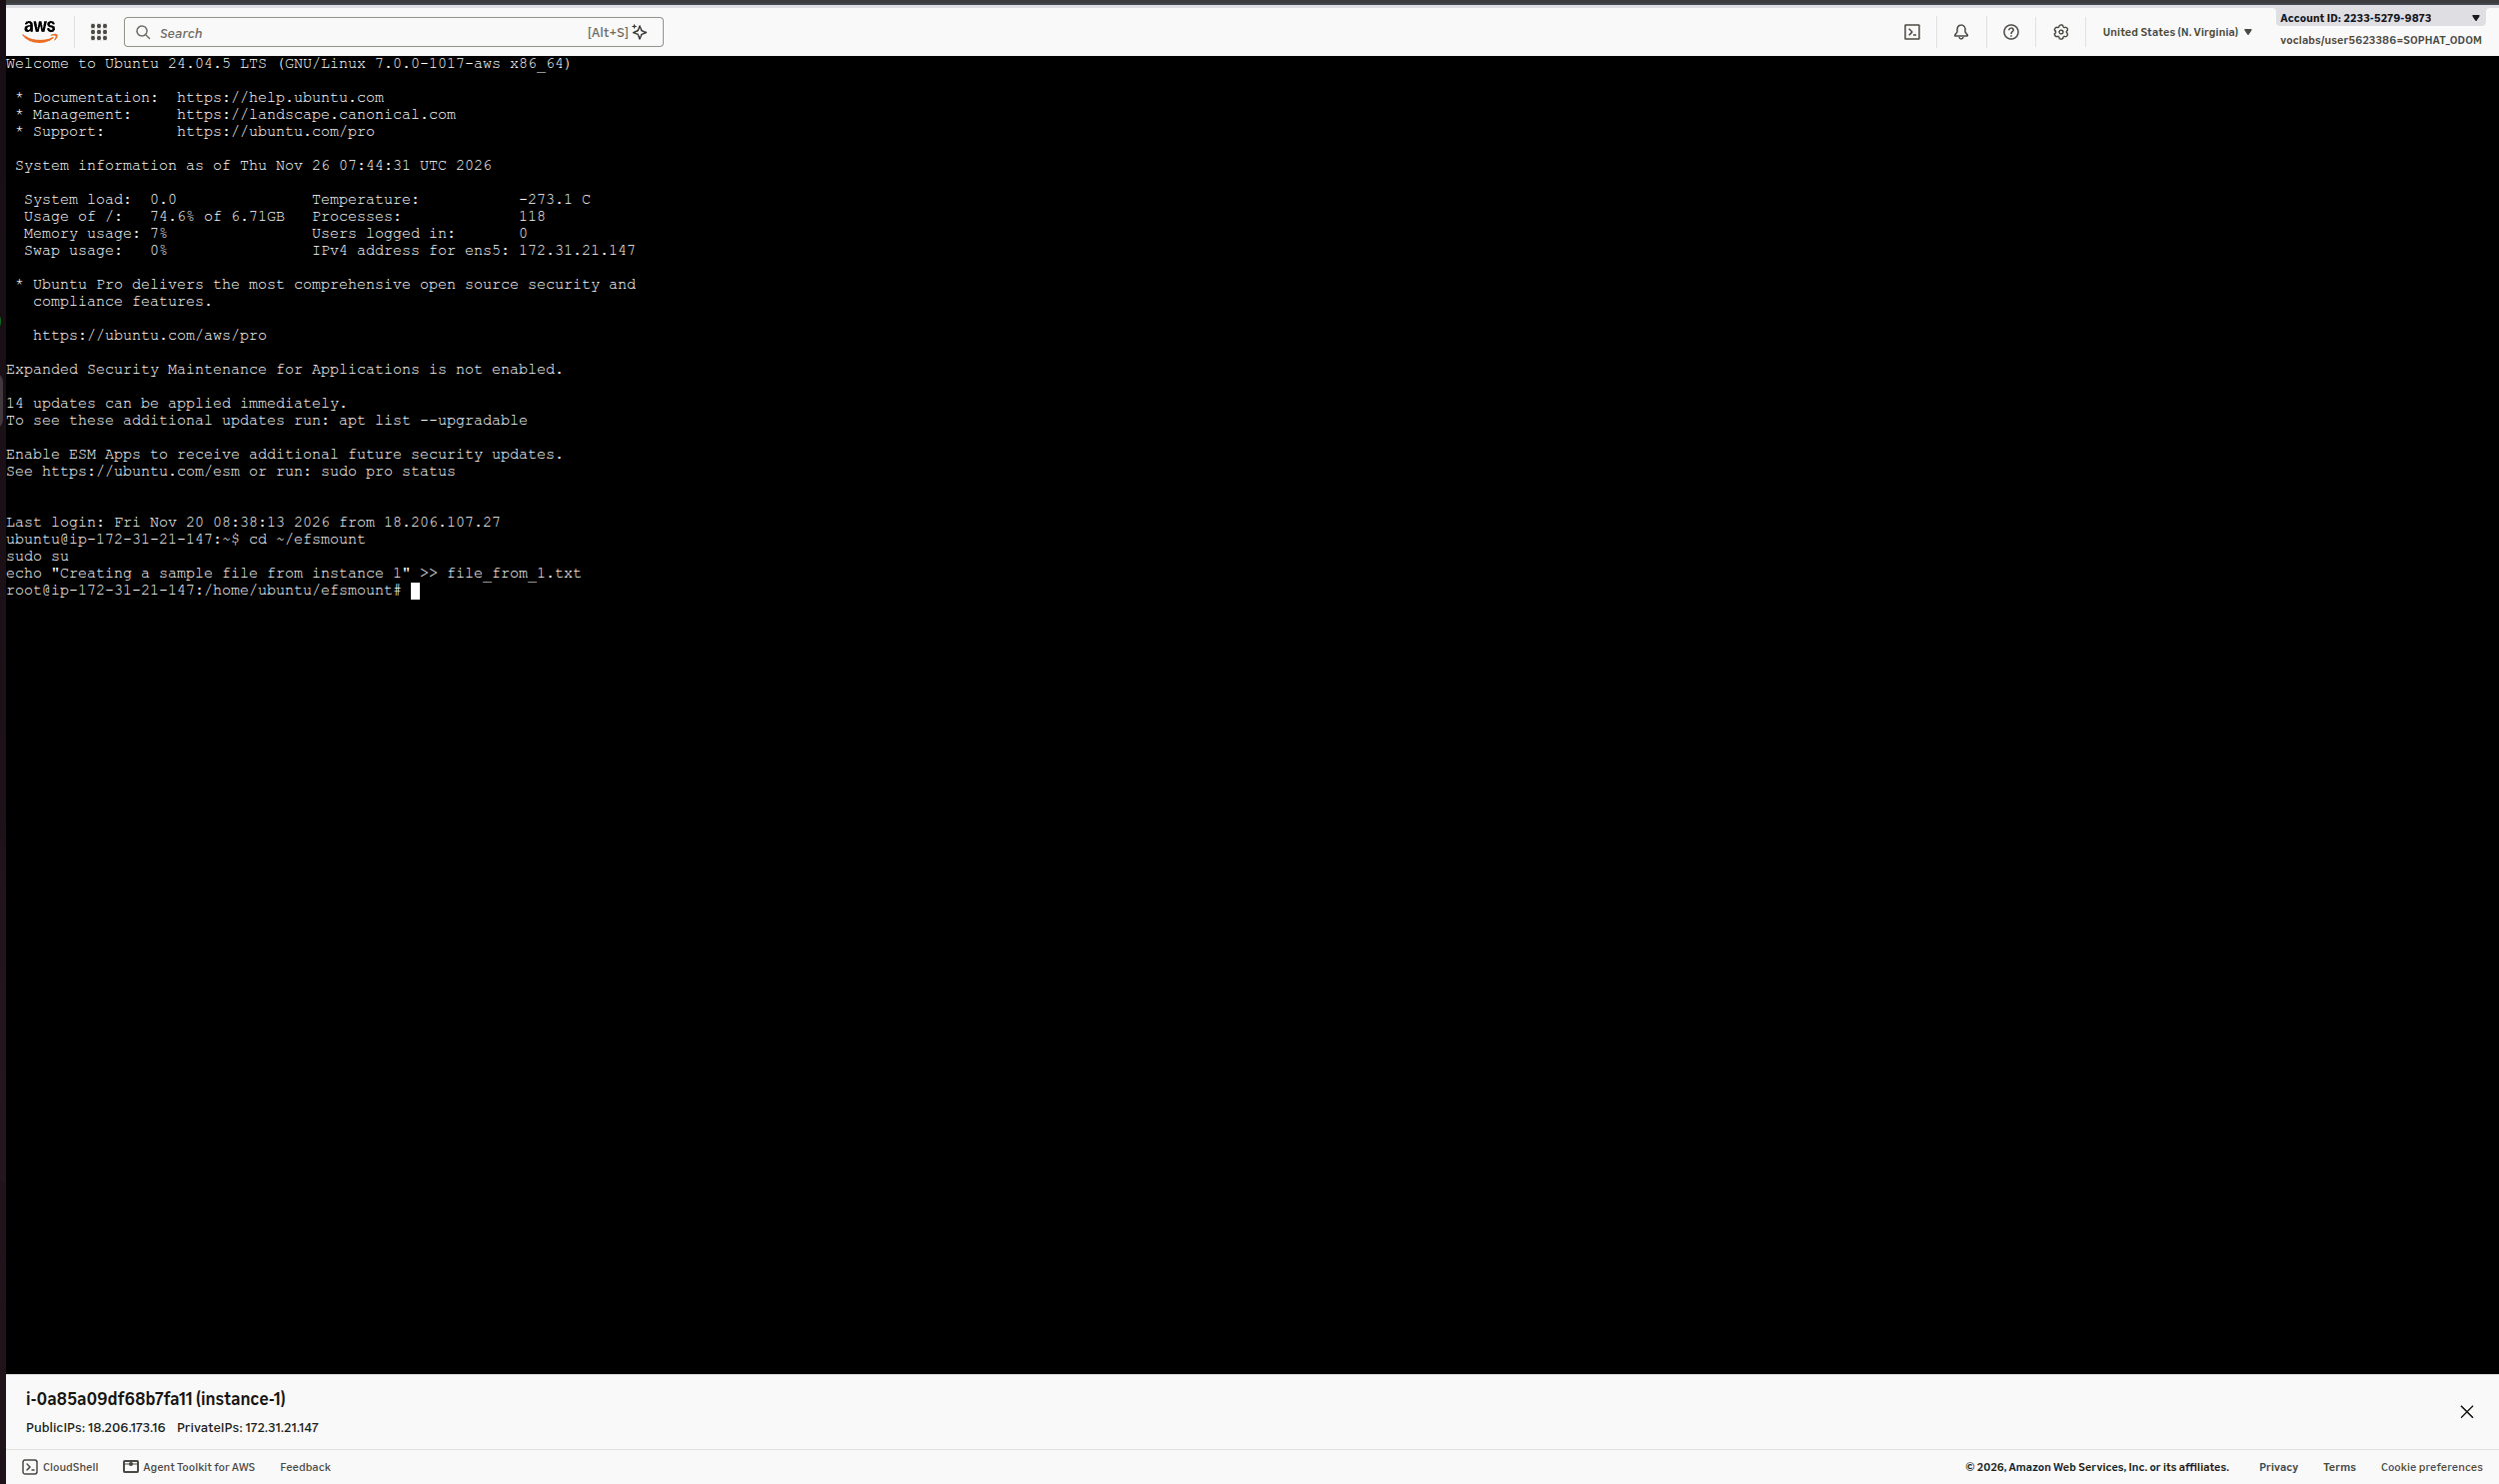 aws
Search [Alt+S]
United States (N. Virginia)
Account ID: 2233-5279-9873
voclabs/user5623386=SOPHAT_ODOM
Welcome to Ubuntu 24.04.5 LTS (GNU/Linux 7.0.0-1017-aws x86_64)
* Documentation:  https://help.ubuntu.com
* Management:     https://landscape.canonical.com
* Support:        https://ubuntu.com/pro
System information as of Thu Nov 26 07:44:31 UTC 2026
System load:  0.0               Temperature:           -273.1 C
Usage of /:   74.6% of 6.71GB   Processes:             118
Memory usage: 7%                Users logged in:       0
Swap usage:   0%                IPv4 address for ens5: 172.31.21.147
* Ubuntu Pro delivers the most comprehensive open source security and
compliance features.
https://ubuntu.com/aws/pro
Expanded Security Maintenance for Applications is not enabled.
14 updates can be applied immediately.
To see these additional updates run: apt list --upgradable
Enable ESM Apps to receive additional future security updates.
See https://ubuntu.com/esm or run: sudo pro status
Last login: Fri Nov 20 08:38:13 2026 from 18.206.107.27
ubuntu@ip-172-31-21-147:~$ cd ~/efsmount
sudo su
echo "Creating a sample file from instance 1" >> file_from_1.txt
root@ip-172-31-21-147:/home/ubuntu/efsmount#
i-0a85a09df68b7fa11 (instance-1)
PublicIPs: 18.206.173.16 PrivateIPs: 172.31.21.147
CloudShell Agent Toolkit for AWS Feedback © 2026, Amazon Web Services, Inc. or its affiliates. Privacy Terms Cookie preferences